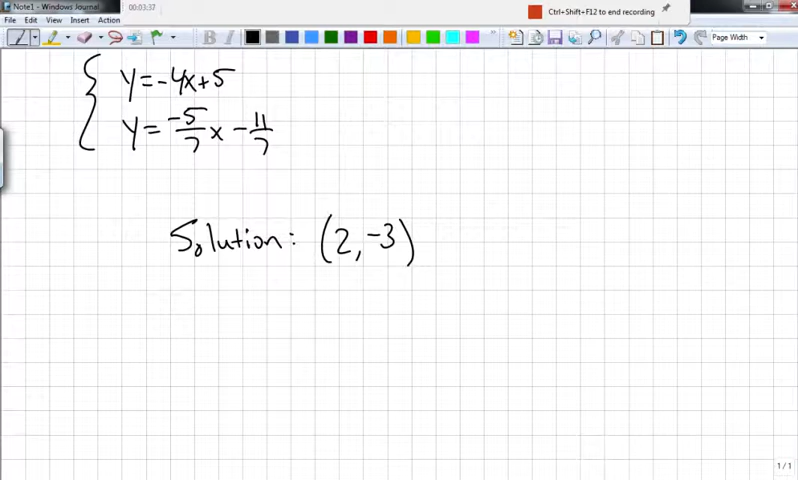 Note1 - Windows Journal
00:03:37
Ctrl+Shift+F12 to end recording
File Edit View Insert Action
Page Width
y=-4x+5
y=-5/7x-11/7
Solution: (2,-3)
1/1